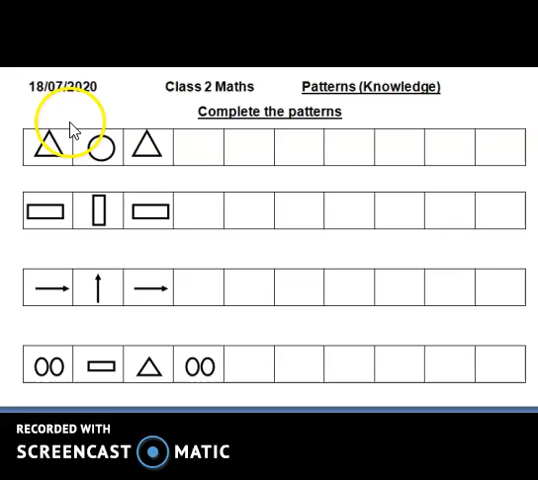 18/07/2020 Class 2 Maths Patterns (Knowledge)
Complete the patterns
RECORDED WITH
SCREENCAST MATIC